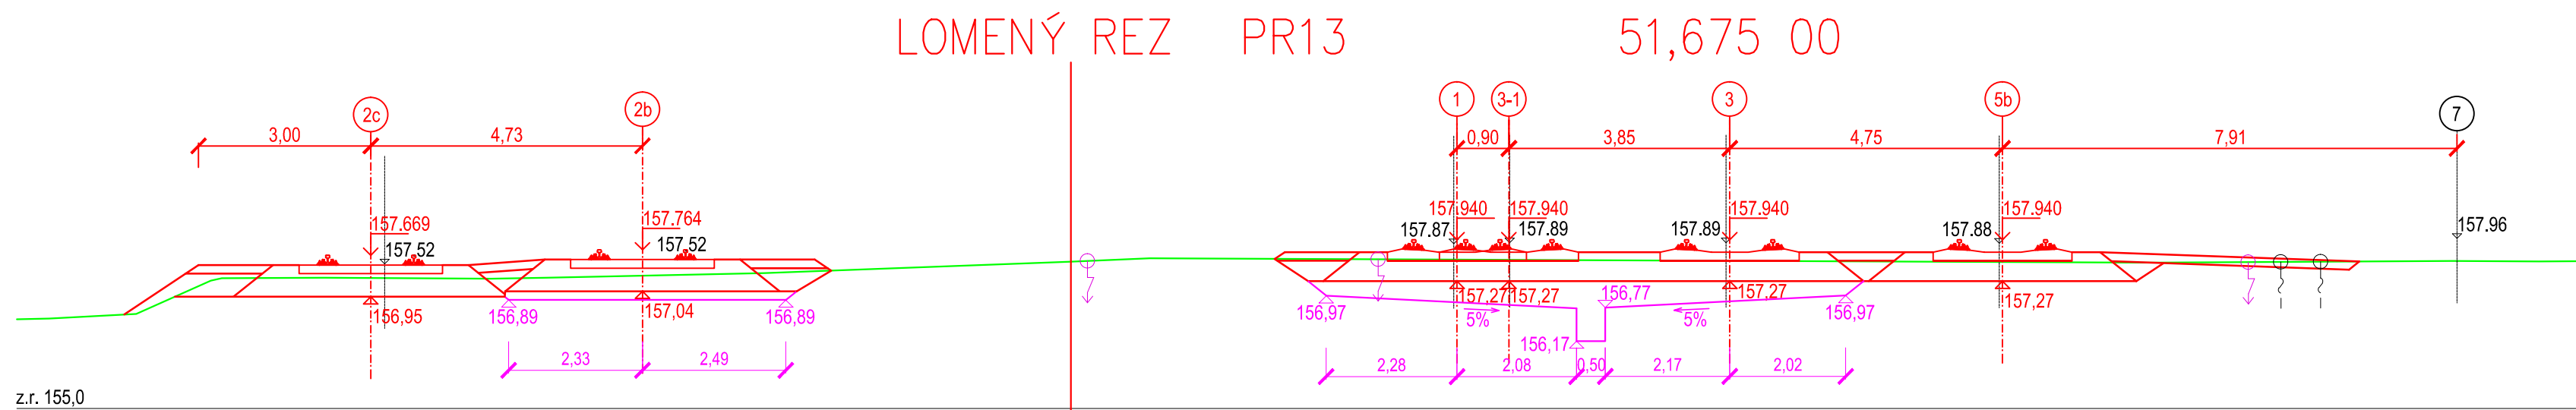 LOMENÝ REZ PR13 51,675 00
2c 2b 1 3-1 3 5b 7
3,00 4,73 0,90 3,85 4,75 7,91
157.669 157.764 157.940 157.940 157.940 157.940
157.52 157.52 157.87 157.89 157.89 157.88 157.96
156,95 156,89 157,04 156,89 156,97 157,27 157,27 156,77 157,27 156,97 157,27
5% 5%
156,17
2,33 2,49 2,28 2,08 0,50 2,17 2,02
z.r. 155,0